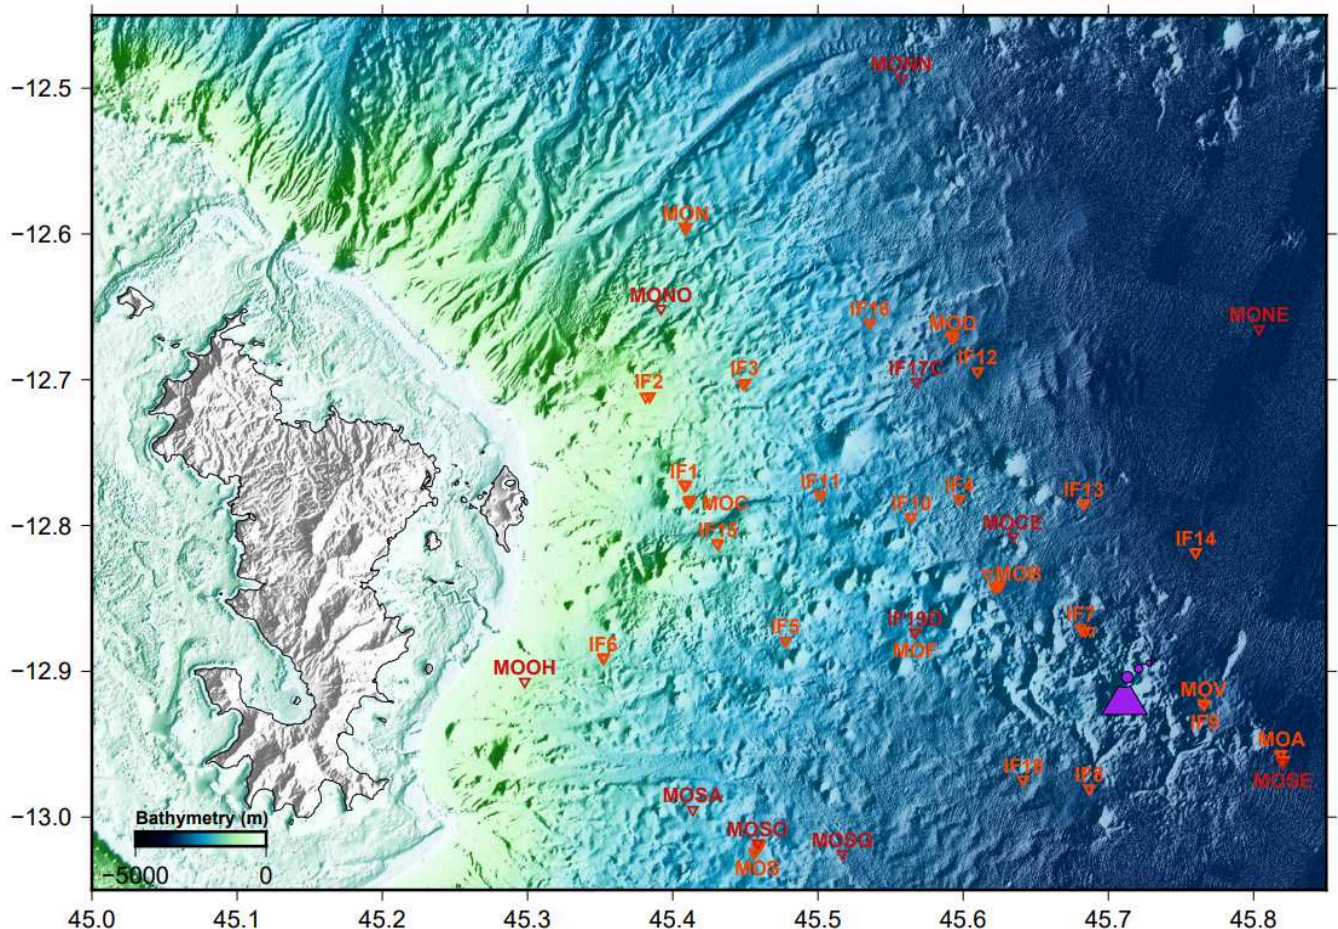 −12.5
−12.6
−12.7
−12.8
−12.9
−13.0
MONN
MON
MONO
IF16
MOD
MONE
IF12
IF3
IF17C
IF2
IF1
MOC
IF11
IF4
IF10
IF13
MOCE
IF15
IF14
MOB
IF7
IF19D
IF5
MOF
IF6
MOOH
MOV
IF9
MOA
MOSE
IF8
MOSA
MOSO
MOSQ
MOS
Bathymetry (m)
−5000 0
45.0 45.1 45.2 45.3 45.4 45.5 45.6 45.7 45.8